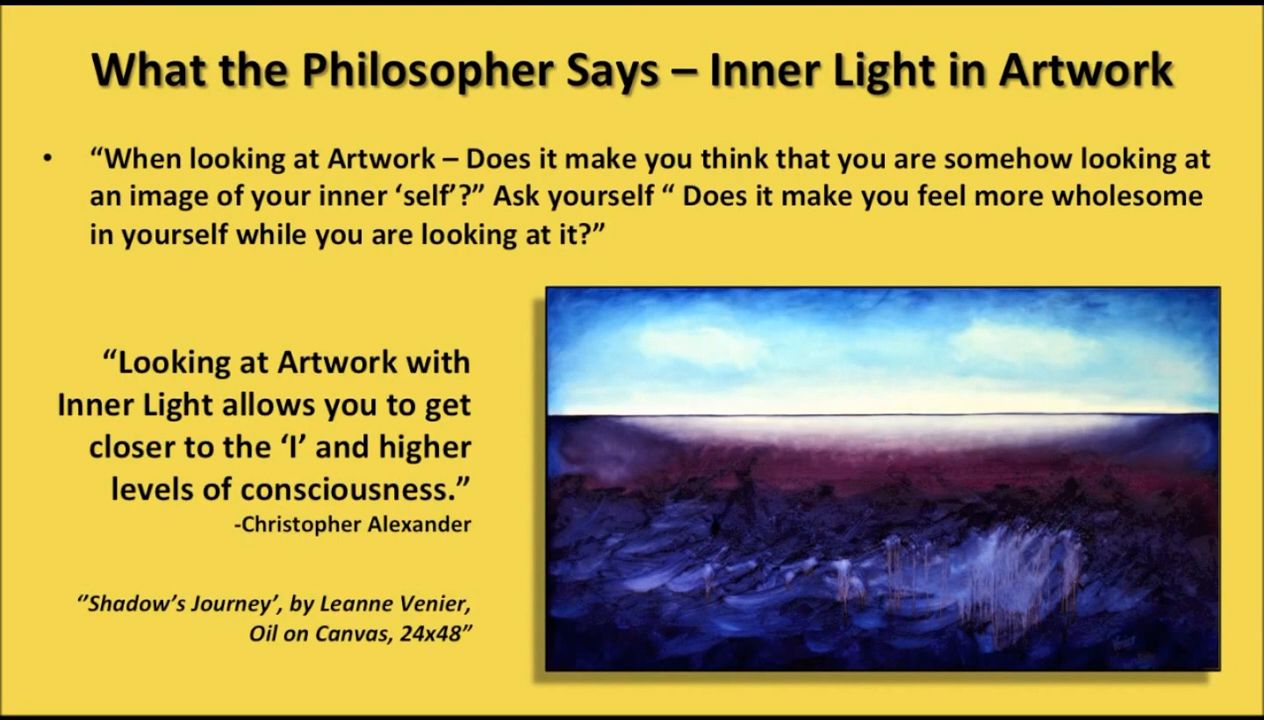 What the Philosopher Says – Inner Light in Artwork
• “When looking at Artwork – Does it make you think that you are somehow looking at
an image of your inner ‘self’?” Ask yourself “ Does it make you feel more wholesome
in yourself while you are looking at it?”
“Looking at Artwork with
Inner Light allows you to get
closer to the ‘I’ and higher
levels of consciousness.”
-Christopher Alexander
‘’Shadow’s Journey’, by Leanne Venier,
Oil on Canvas, 24x48”